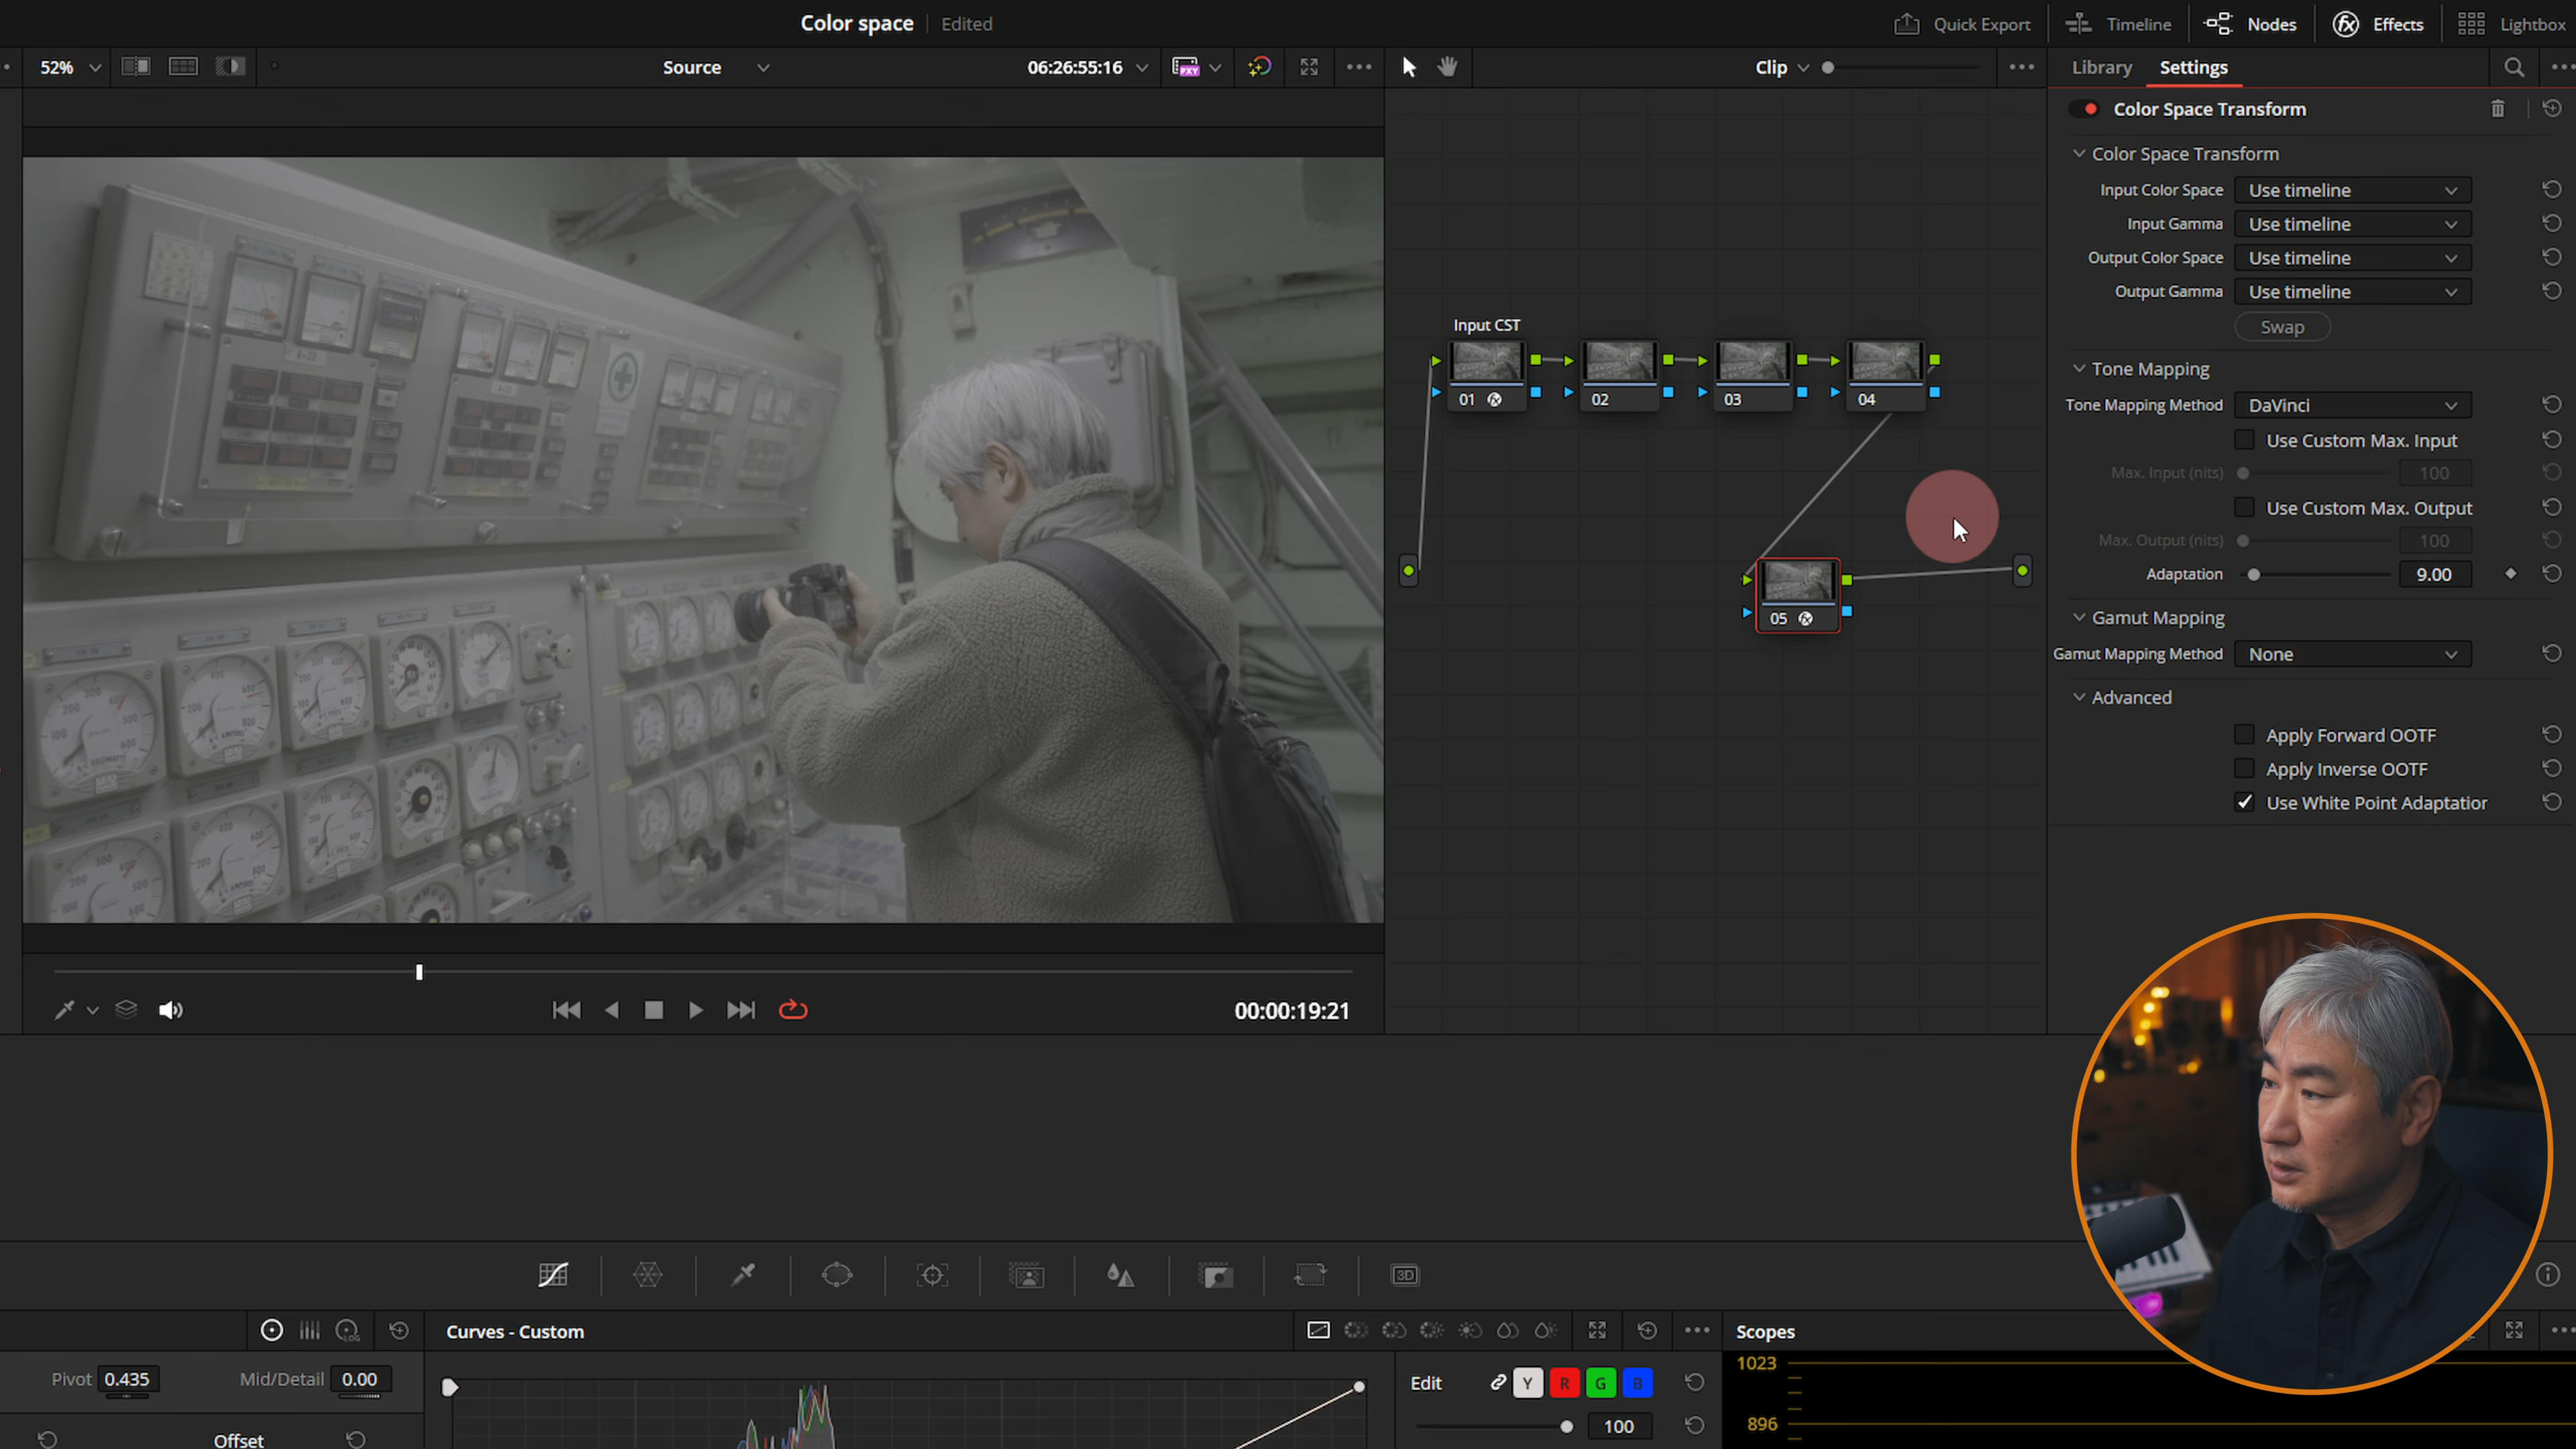 Color space Edited
Quick Export Timeline Nodes Effects Lightbox
52% Source 06:26:55:16 PXY Clip Library Settings
Color Space Transform
Color Space Transform
Input Color Space Use timeline
Input Gamma Use timeline
Output Color Space Use timeline
Output Gamma Use timeline
Swap
Tone Mapping
Tone Mapping Method DaVinci
Use Custom Max. Input
Max. Input (nits) 100
Use Custom Max. Output
Max. Output (nits) 100
Adaptation 9.00
Gamut Mapping
Gamut Mapping Method None
Advanced
Apply Forward OOTF
Apply Inverse OOTF
Use White Point Adaptation
Input CST
01 02 03 04
05
00:00:19:21
3D
LOG
Curves - Custom
Scopes
Pivot 0.435 Mid/Detail 0.00
Offset
Edit Y R G B
100
1023
896